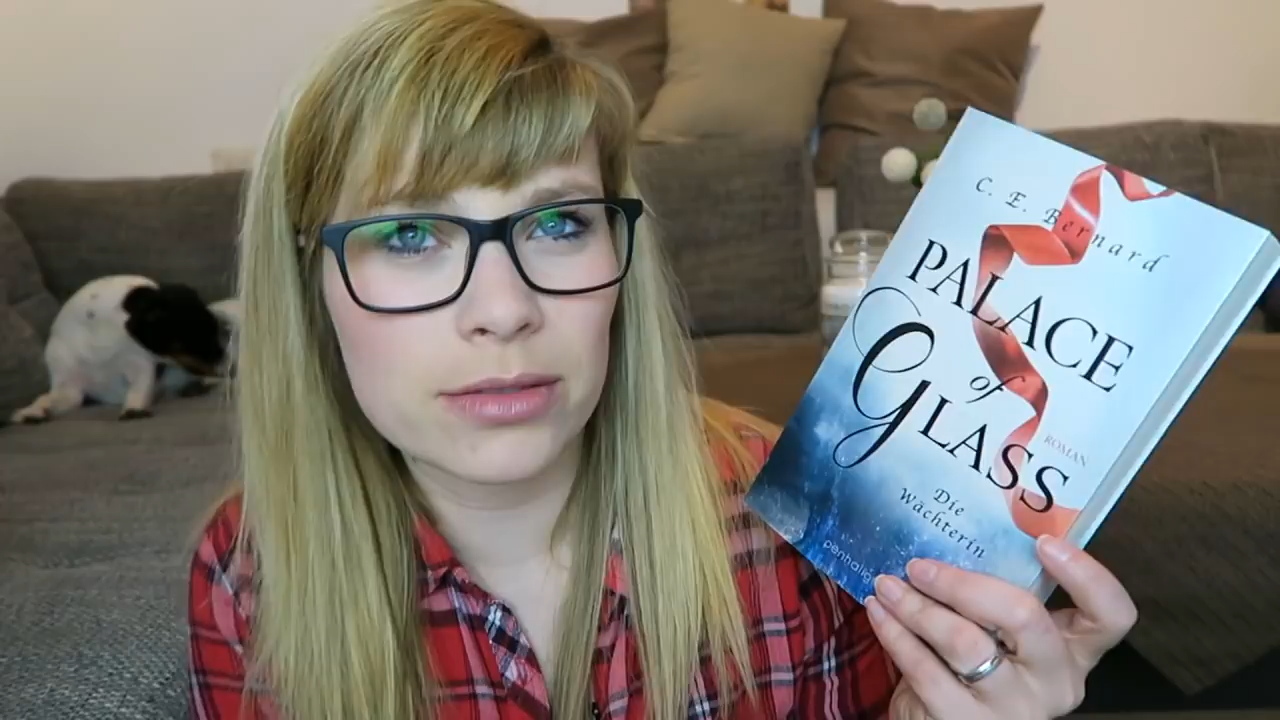 C. E. Bernard
PALACE
of
GLASS
ROMAN
Die
Wächterin